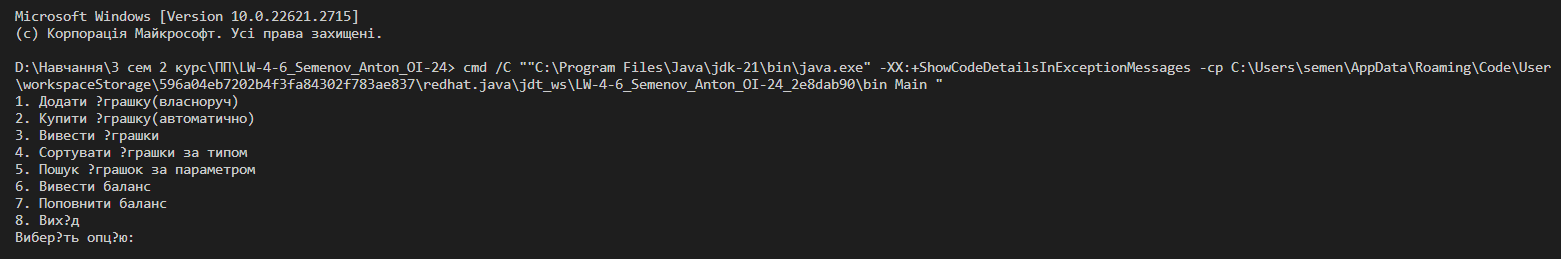 Microsoft Windows [Version 10.0.22621.2715]
(c) Корпорація Майкрософт. Усі права захищені.
D:\Навчання\3 сем 2 курс\ПП\LW-4-6_Semenov_Anton_OI-24> cmd /C ""C:\Program Files\Java\jdk-21\bin\java.exe" -XX:+ShowCodeDetailsInExceptionMessages -cp C:\Users\semen\AppData\Roaming\Code\User
\workspaceStorage\596a04eb7202b4f3fa84302f783ae837\redhat.java\jdt_ws\LW-4-6_Semenov_Anton_OI-24_2e8dab90\bin Main "
1. Додати ?грашку(власноруч)
2. Купити ?грашку(автоматично)
3. Вивести ?грашки
4. Сортувати ?грашки за типом
5. Пошук ?грашок за параметром
6. Вивести баланс
7. Поповнити баланс
8. Вих?д
Вибер?ть опц?ю: